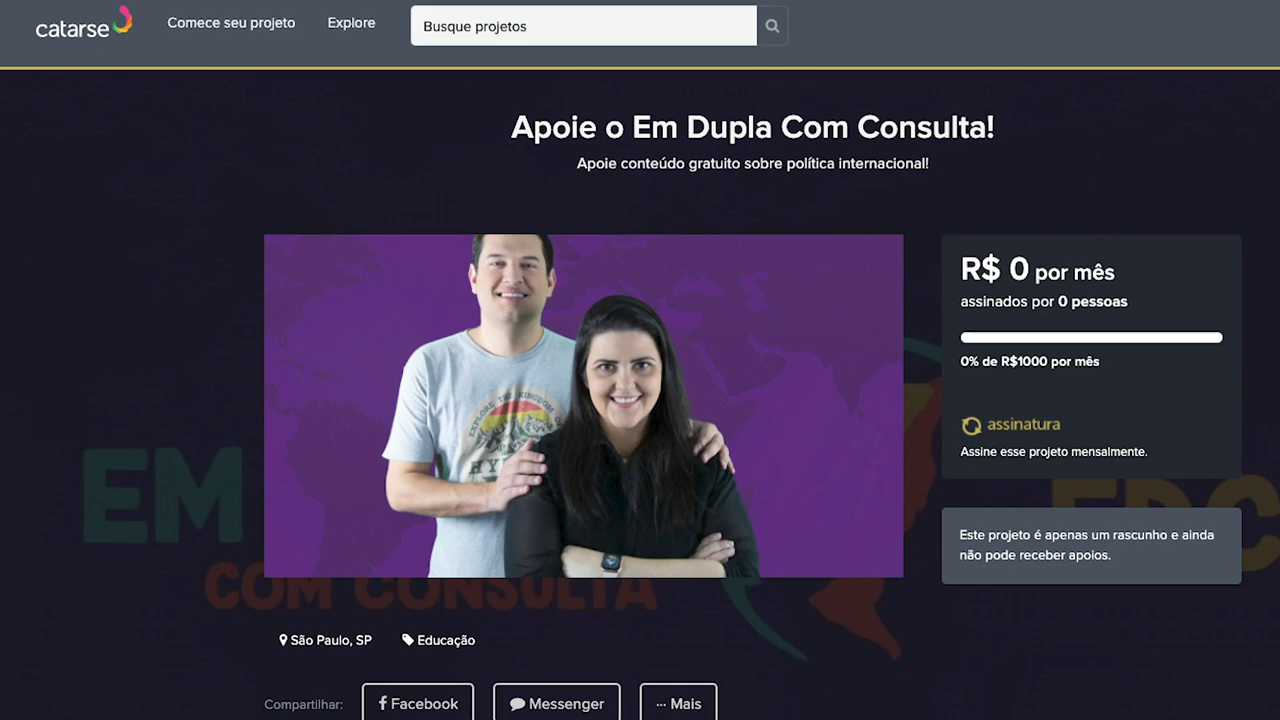 catarse
Comece seu projeto
Explore
Busque projetos
Apoie o Em Dupla Com Consulta!
Apoie conteúdo gratuito sobre política internacional!
EXPLORE THE KINGDOM
R$ 0 por mês
assinados por 0 pessoas
0% de R$1000 por mês
assinatura
Assine esse projeto mensalmente.
EM
EDC
COM CONSULTA
Este projeto é apenas um rascunho e ainda
não pode receber apoios.
São Paulo, SP
Educação
Compartilhar:
Facebook
Messenger
··· Mais